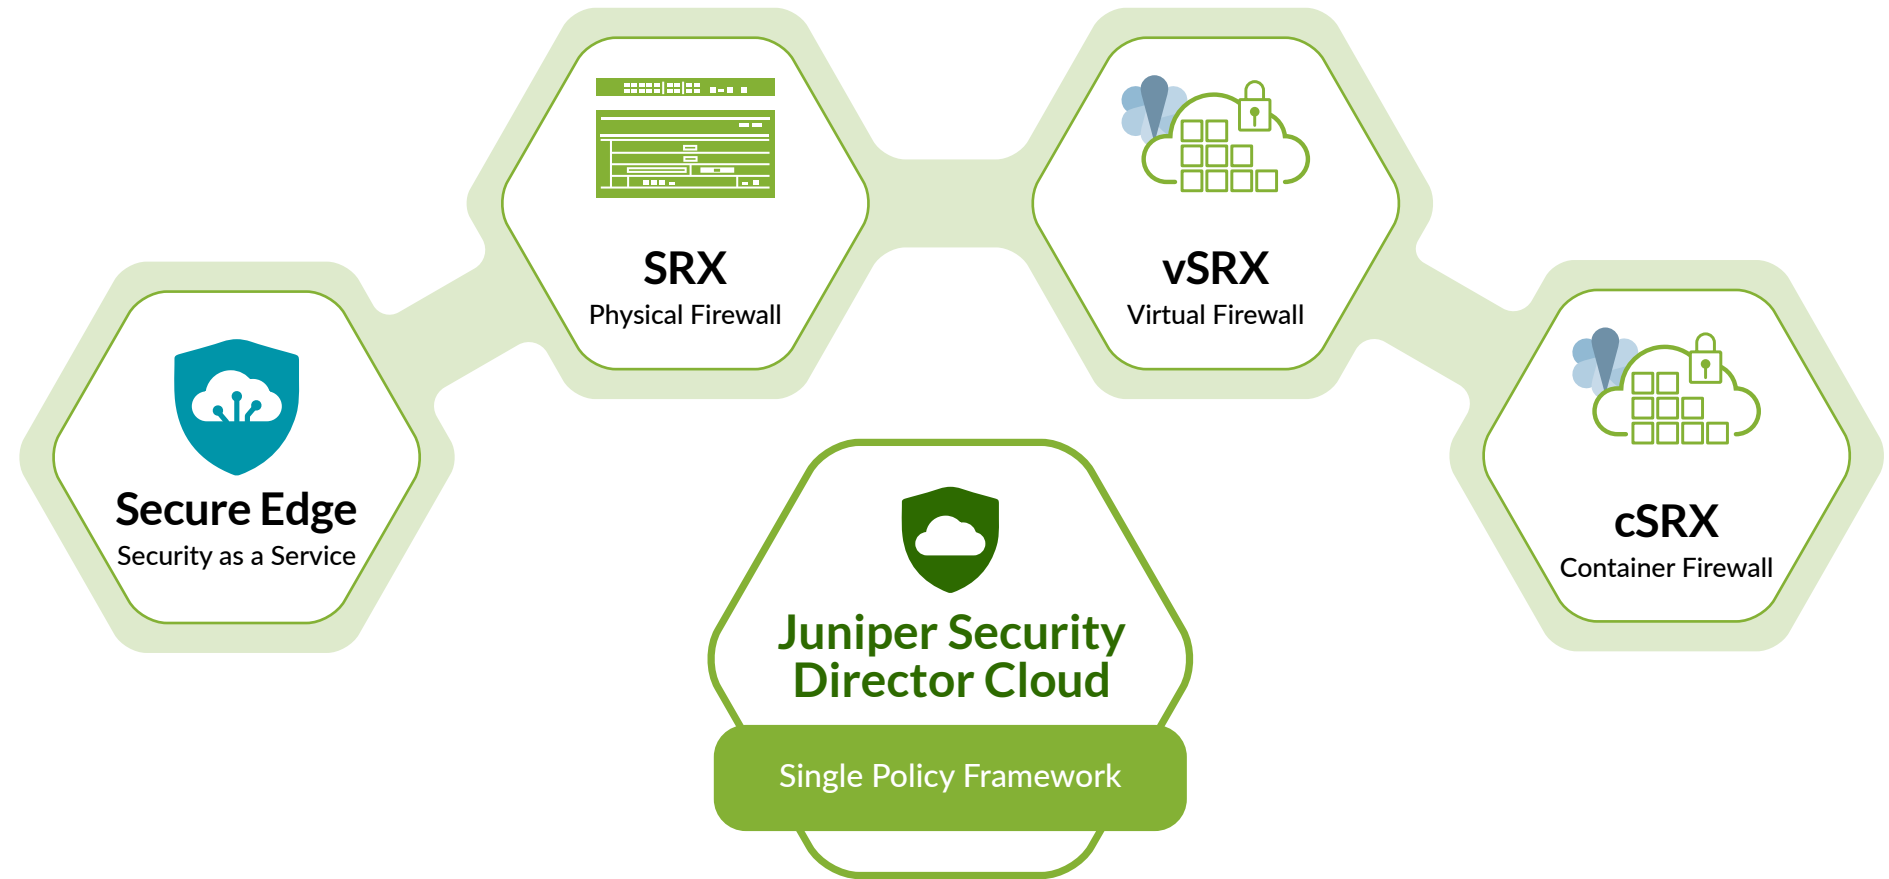 SRX
Physical Firewall
vSRX
Virtual Firewall
Secure Edge
Security as a Service
cSRX
Container Firewall
Juniper Security
Director Cloud
Single Policy Framework